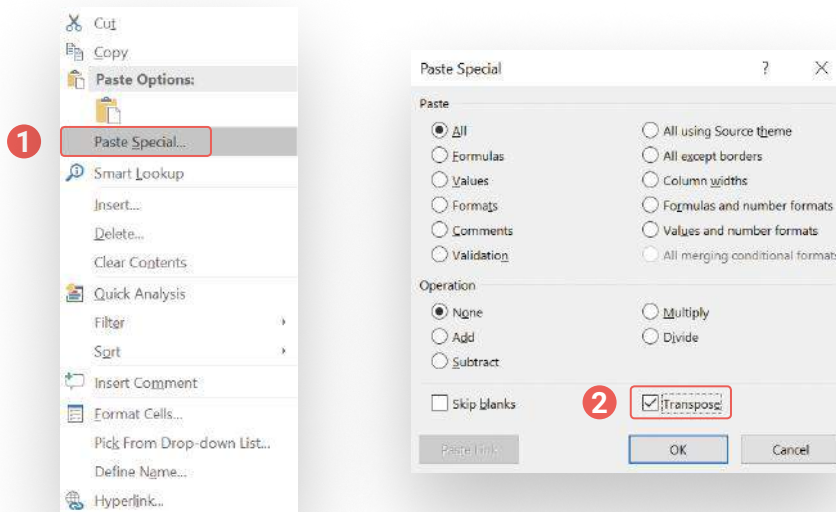 Cut
Copy
Paste Options:
1
Paste Special...
Smart Lookup
Insert...
Delete...
Clear Contents
Quick Analysis
Filter
Sort
Insert Comment
Format Cells...
Pick From Drop-down List...
Define Name...
Hyperlink...
Paste Special ? X
Paste
All
Formulas
Values
Formats
Comments
Validation
All using Source theme
All except borders
Column widths
Formulas and number formats
Values and number formats
All merging conditional formats
Operation
None
Add
Subtract
Multiply
Divide
Skip blanks
2
Transpose
Paste Link
OK
Cancel